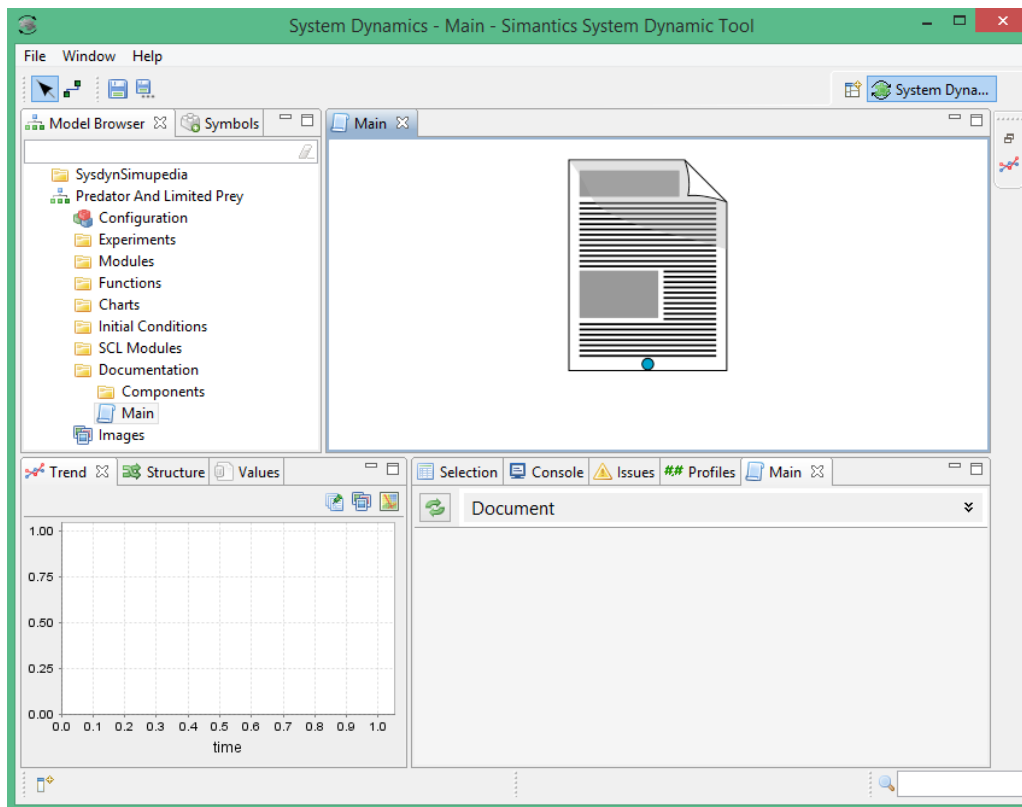 System Dynamics - Main - Simantics System Dynamic Tool
File Window Help
System Dyna...
Model Browser Symbols
Main
SysdynSimupedia
Predator And Limited Prey
Configuration
Experiments
Modules
Functions
Charts
Initial Conditions
SCL Modules
Documentation
Components
Main
Images
Trend Structure Values
1.00
0.75
0.50
0.25
0.00
0.0 0.1 0.2 0.3 0.4 0.5 0.6 0.7 0.8 0.9 1.0
time
Selection Console Issues ## Profiles Main
Document